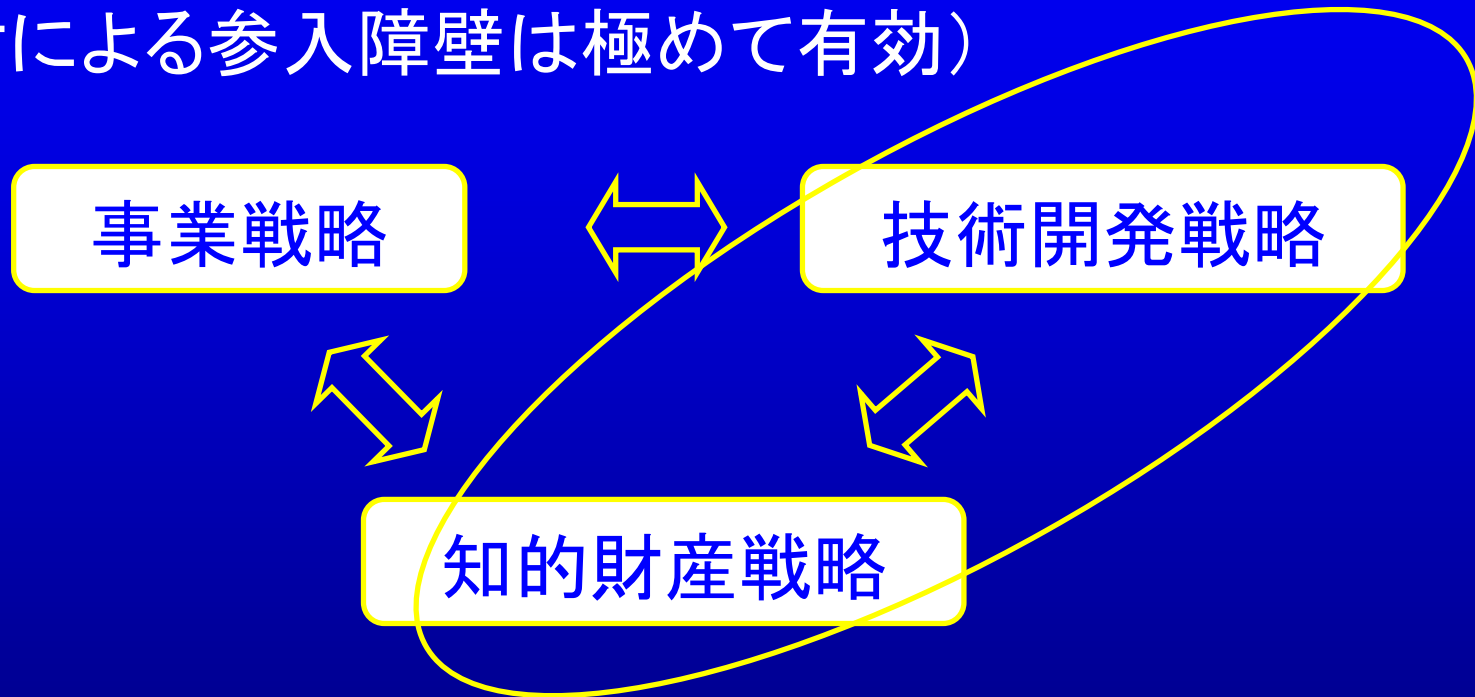 による参入障壁は極めて有効）
事業戦略
技術開発戦略
知的財産戦略